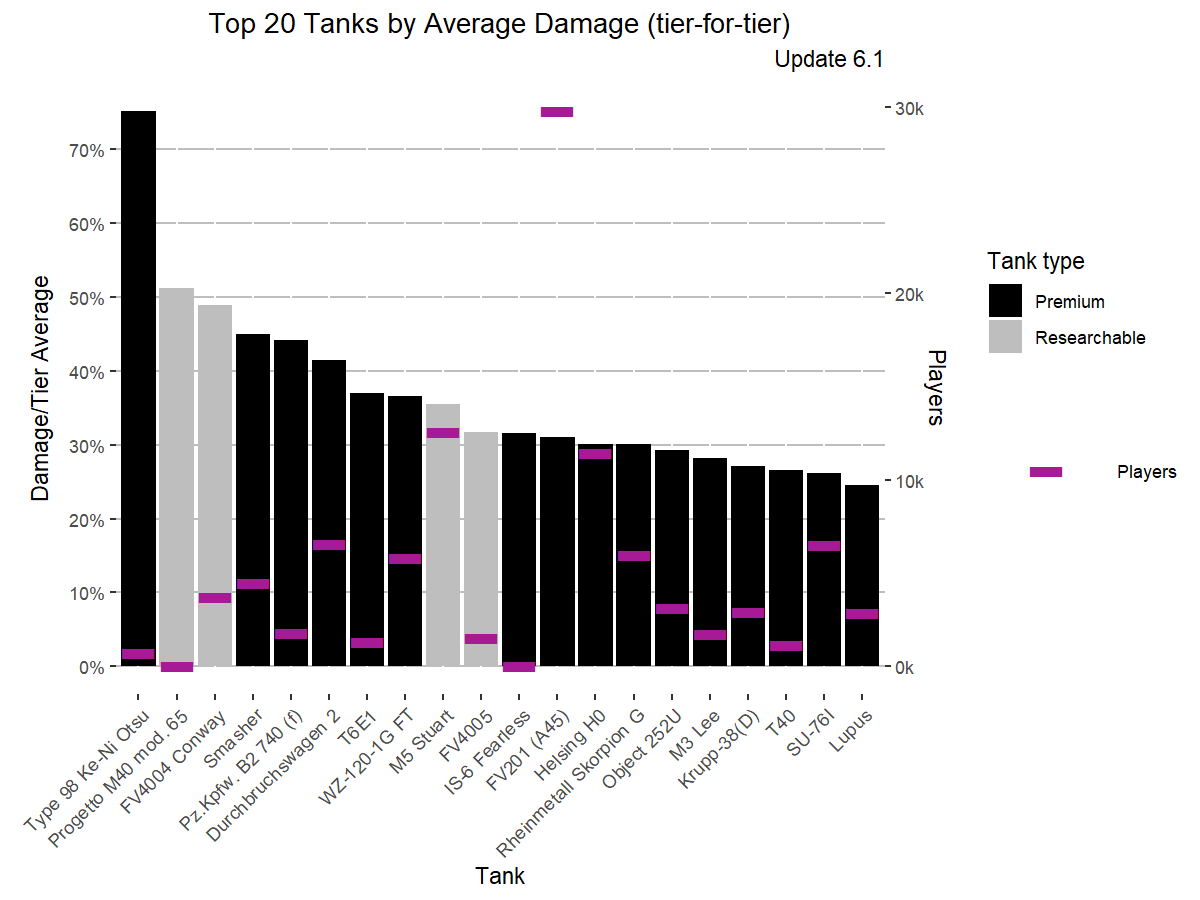 Top 20 Tanks by Average Damage (tier-for-tier)
Update 6.1
Damage/Tier Average
70%
60%
50%
40%
30%
20%
10%
0%
30k
20k
10k
0k
Players
Type 98 Ke-Ni Otsu
Progetto M40 mod. 65
FV4004 Conway
Smasher
Pz.Kpfw. B2 740 (f)
Durchbruchswagen 2
T6E1
WZ-120-1G FT
M5 Stuart
FV4005
IS-6 Fearless
FV201 (A45)
Helsing H0
Rheinmetall Skorpion G
Object 252U
M3 Lee
Krupp-38(D)
T40
SU-76I
Lupus
Tank
Tank type
Premium
Researchable
Players